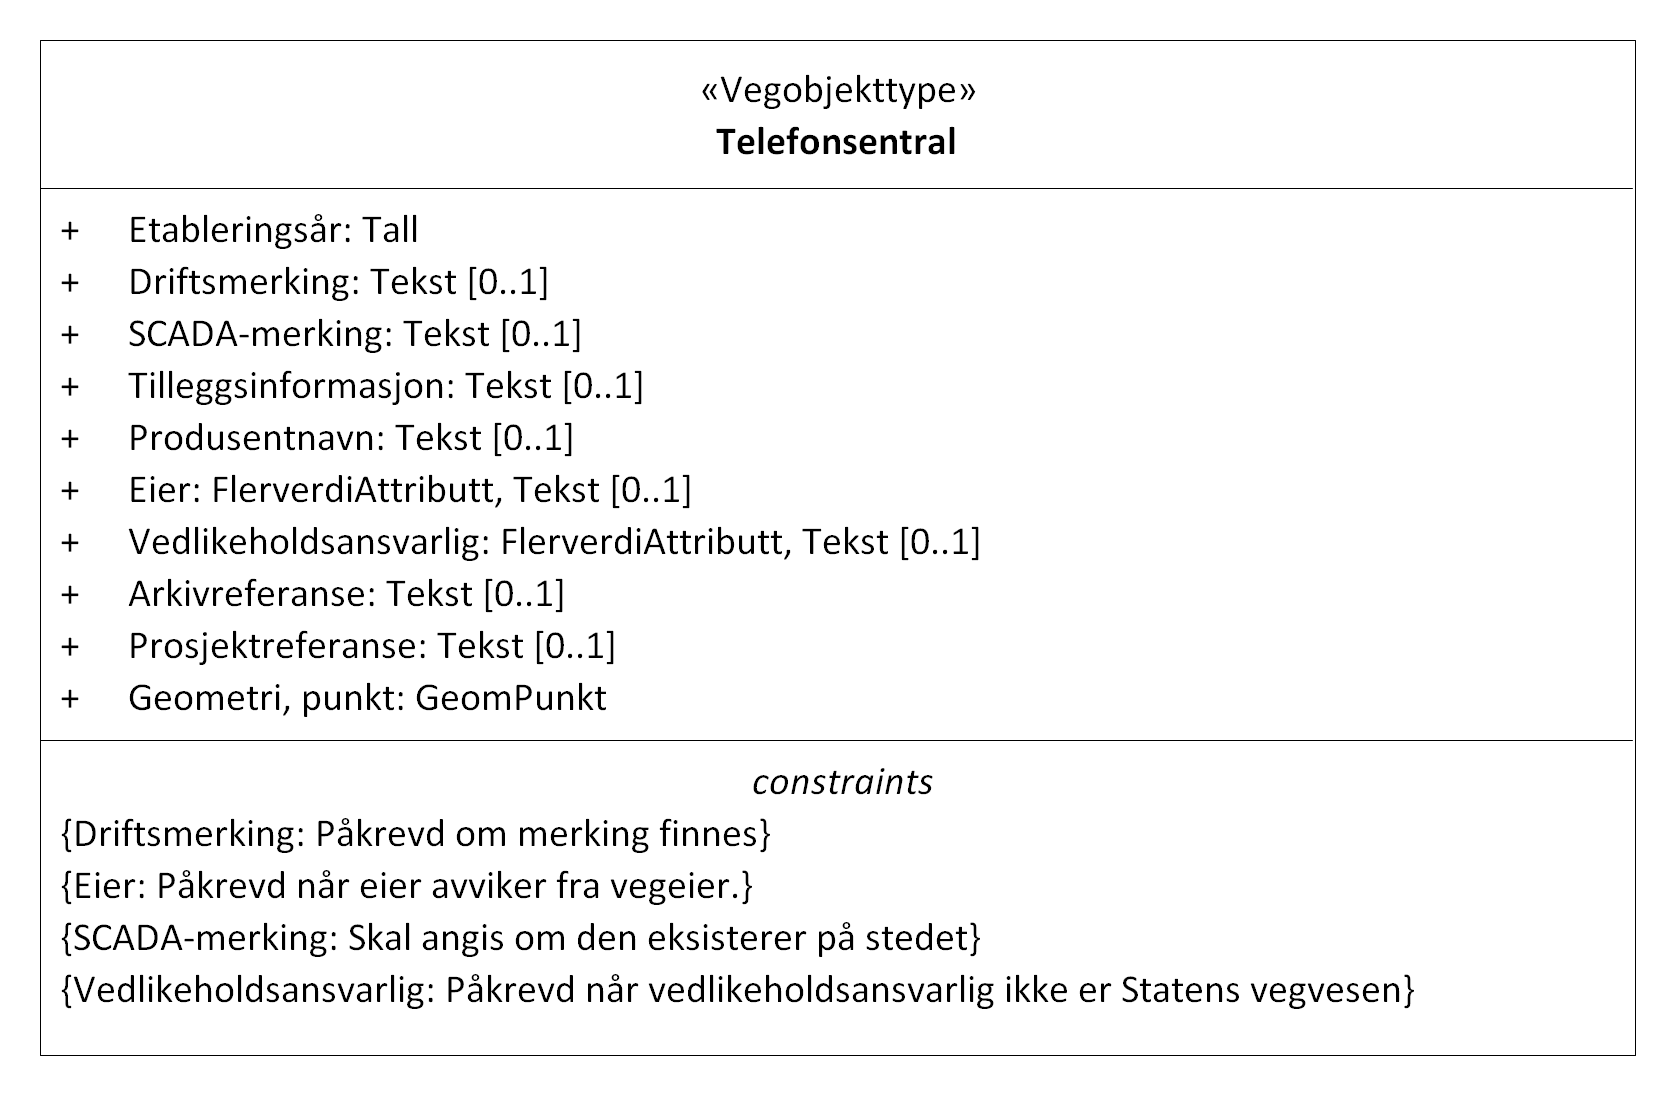 «Vegobjekttype»
Telefonsentral
+ Etableringsår: Tall
+ Driftsmerking: Tekst [0..1]
+ SCADA-merking: Tekst [0..1]
+ Tilleggsinformasjon: Tekst [0..1]
+ Produsentnavn: Tekst [0..1]
+ Eier: FlerverdiAttributt, Tekst [0..1]
+ Vedlikeholdsansvarlig: FlerverdiAttributt, Tekst [0..1]
+ Arkivreferanse: Tekst [0..1]
+ Prosjektreferanse: Tekst [0..1]
+ Geometri, punkt: GeomPunkt
constraints
{Driftsmerking: Påkrevd om merking finnes}
{Eier: Påkrevd når eier avviker fra vegeier.}
{SCADA-merking: Skal angis om den eksisterer på stedet}
{Vedlikeholdsansvarlig: Påkrevd når vedlikeholdsansvarlig ikke er Statens vegvesen}